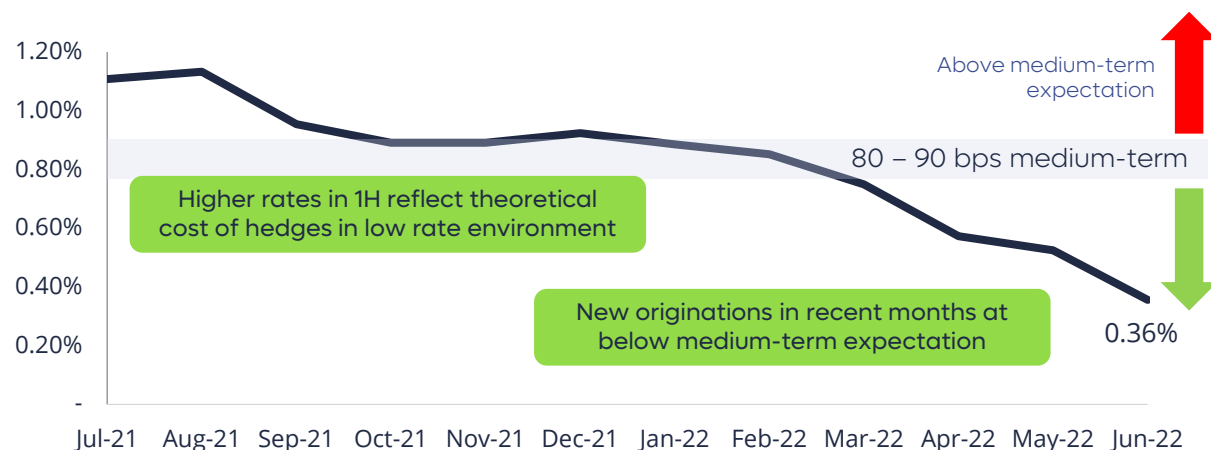 1.20%
1.00%
0.80%
0.60%
0.40%
0.20%
-
Above medium-term
expectation
80 – 90 bps medium-term
Higher rates in 1H reflect theoretical
cost of hedges in low rate environment
New originations in recent months at
below medium-term expectation
0.36%
Jul-21 Aug-21 Sep-21 Oct-21 Nov-21 Dec-21 Jan-22 Feb-22 Mar-22 Apr-22 May-22 Jun-22